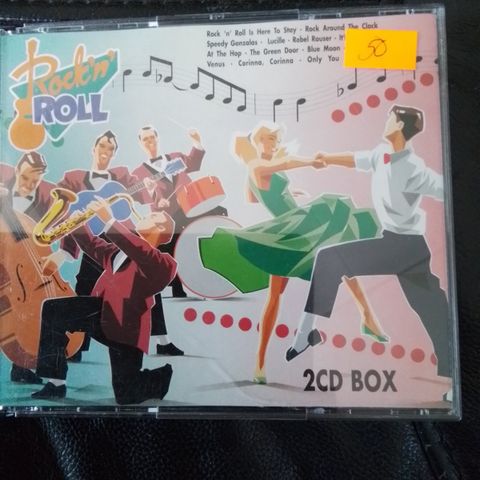 Rock'n'
ROLL
Rock 'n' Roll Is Here To Stay · Rock Around The Clock
Speedy Gonzalas · Lucille · Rebel Rouser · It's
At The Hop · The Green Door · Blue Moon
Venus · Corinna, Corinna · Only You
50
2CD BOX